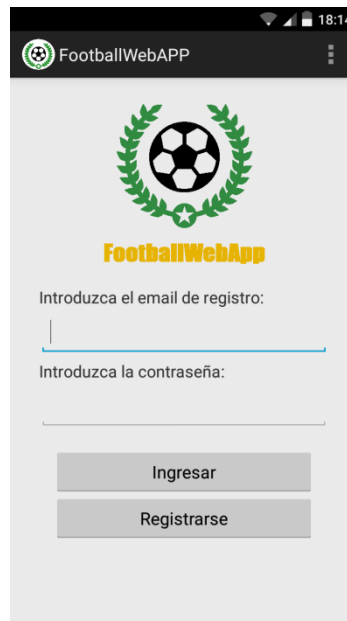 18:14
FootballWebAPP
FootballWebApp
Introduzca el email de registro:
Introduzca la contraseña:
Ingresar
Registrarse